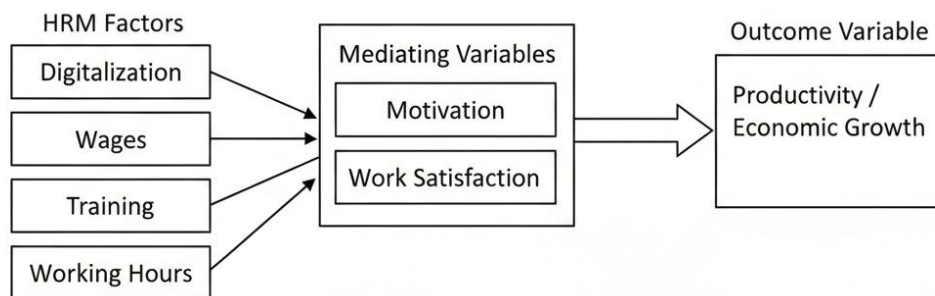 HRM Factors
Digitalization
Wages
Training
Working Hours
Mediating Variables
Motivation
Work Satisfaction
Outcome Variable
Productivity /
Economic Growth